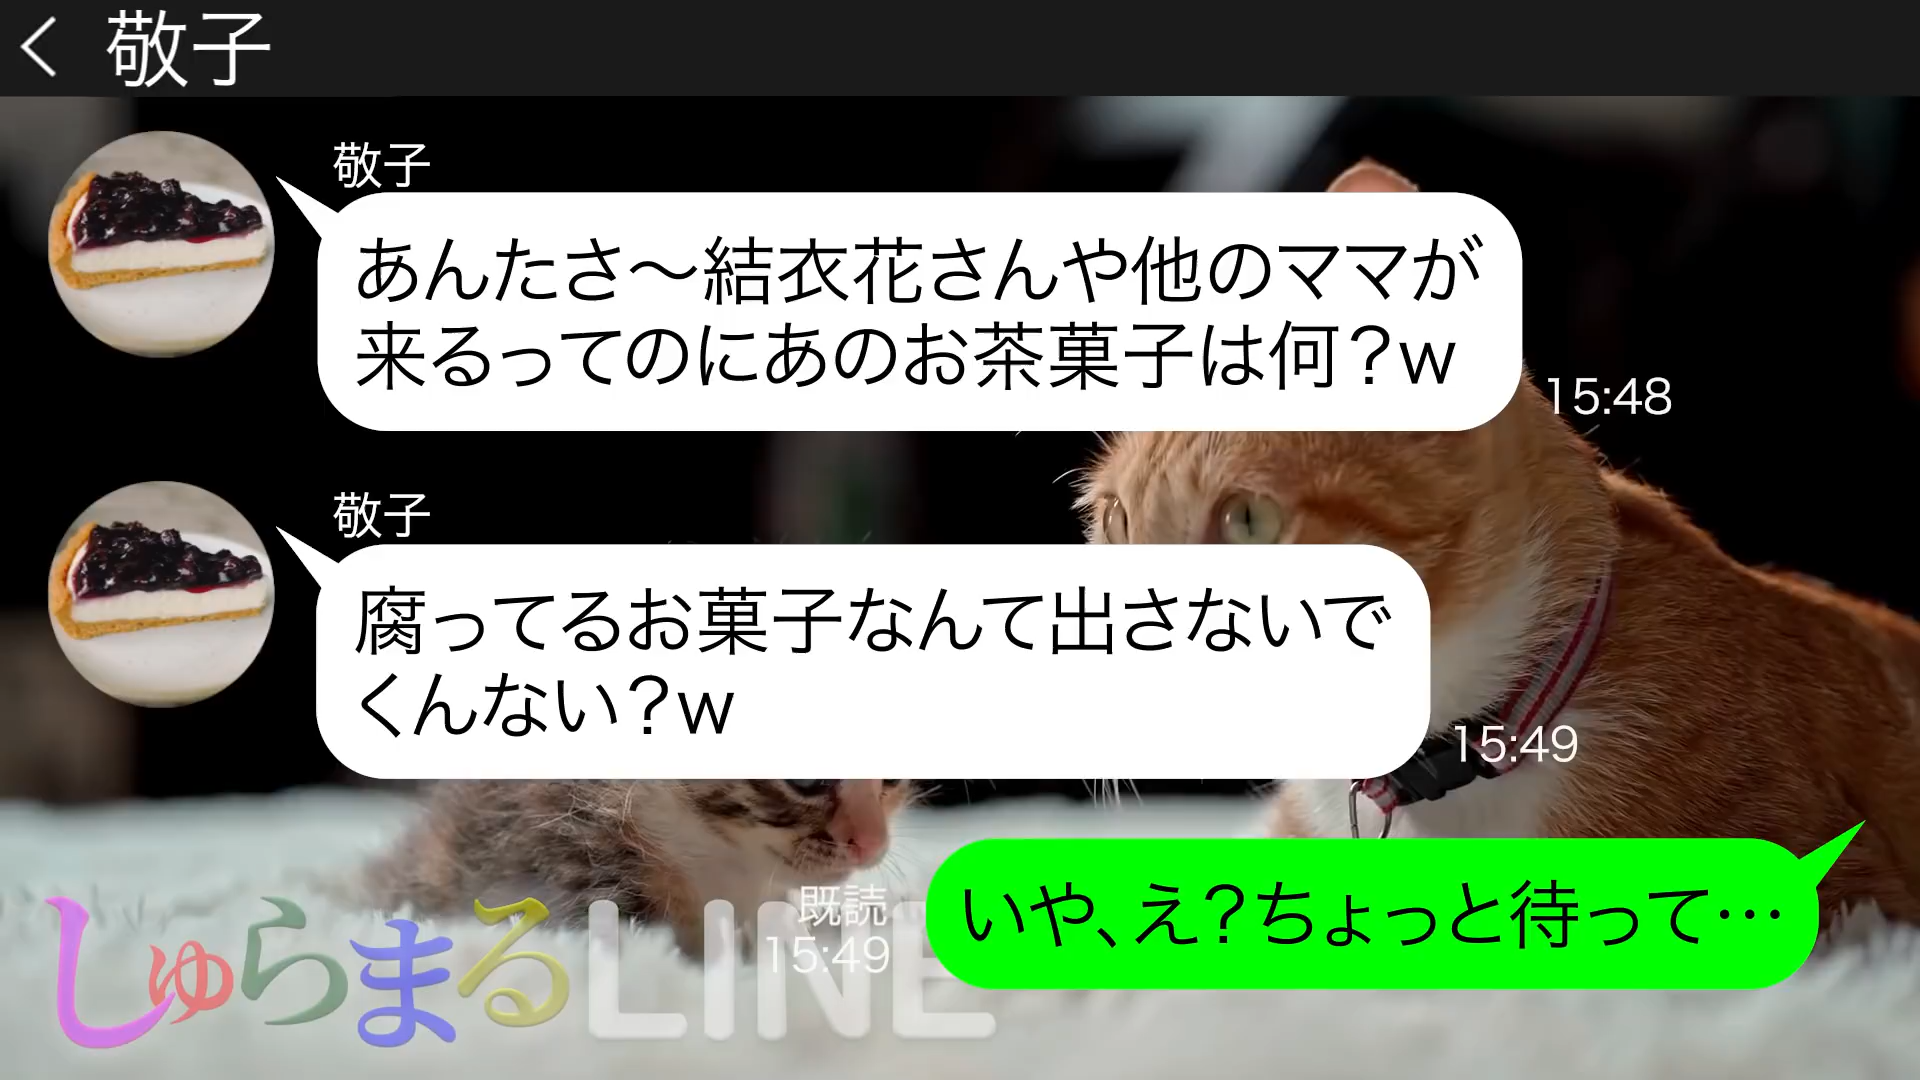 敬子
敬子
あんたさ～結衣花さんや他のママが
来るってのにあのお茶菓子は何？w
15:48
敬子
腐ってるお菓子なんて出さないで
くんない？w
15:49
いや、え？ちょっと待って…
既読
15:49
しゅらまるLINE